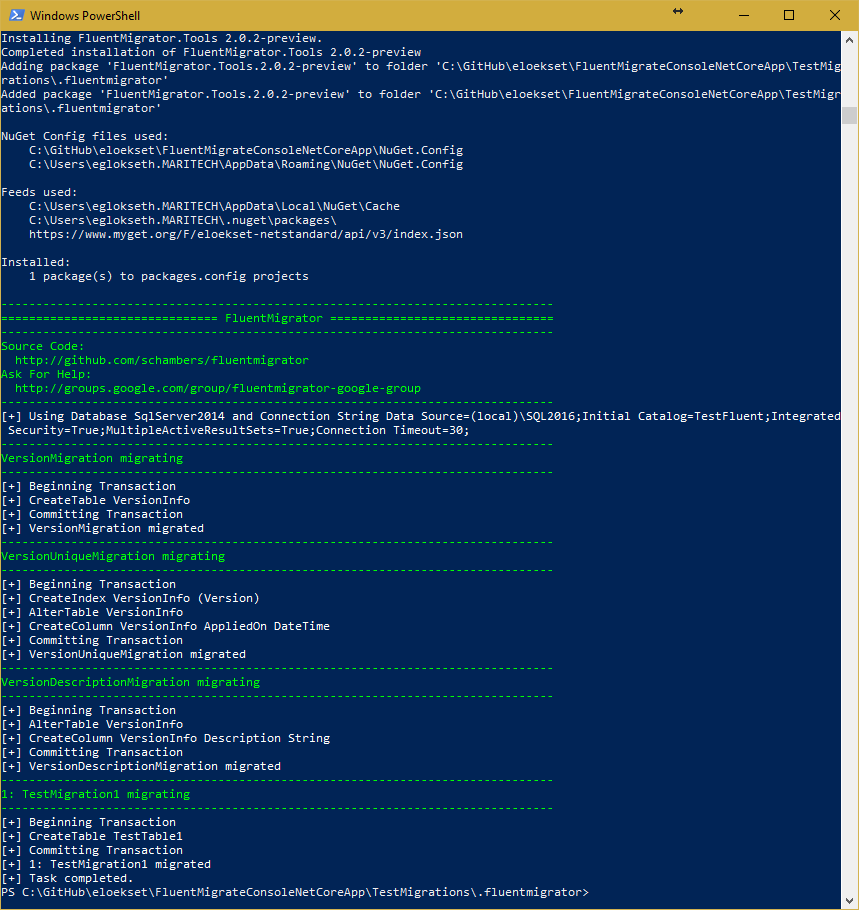 Windows PowerShell
Installing FluentMigrator.Tools 2.0.2-preview.
Completed installation of FluentMigrator.Tools 2.0.2-preview
Adding package 'FluentMigrator.Tools.2.0.2-preview' to folder 'C:\GitHub\eloekset\FluentMigrateConsoleNetCoreApp\TestMig
rations\.fluentmigrator'
Added package 'FluentMigrator.Tools.2.0.2-preview' to folder 'C:\GitHub\eloekset\FluentMigrateConsoleNetCoreApp\TestMigr
ations\.fluentmigrator'
NuGet Config files used:
    C:\GitHub\eloekset\FluentMigrateConsoleNetCoreApp\NuGet.Config
    C:\Users\eglokseth.MARITECH\AppData\Roaming\NuGet\NuGet.Config
Feeds used:
    C:\Users\eglokseth.MARITECH\AppData\Local\NuGet\Cache
    C:\Users\eglokseth.MARITECH\.nuget\packages\
    https://www.myget.org/F/eloekset-netstandard/api/v3/index.json
Installed:
    1 package(s) to packages.config projects
-------------------------------------------------------------------------------
=============================== FluentMigrator ================================
-------------------------------------------------------------------------------
Source Code:
  http://github.com/schambers/fluentmigrator
Ask For Help:
  http://groups.google.com/group/fluentmigrator-google-group
-------------------------------------------------------------------------------
[+] Using Database SqlServer2014 and Connection String Data Source=(local)\SQL2016;Initial Catalog=TestFluent;Integrated
 Security=True;MultipleActiveResultSets=True;Connection Timeout=30;
-------------------------------------------------------------------------------
VersionMigration migrating
-------------------------------------------------------------------------------
[+] Beginning Transaction
[+] CreateTable VersionInfo
[+] Committing Transaction
[+] VersionMigration migrated
-------------------------------------------------------------------------------
VersionUniqueMigration migrating
-------------------------------------------------------------------------------
[+] Beginning Transaction
[+] CreateIndex VersionInfo (Version)
[+] AlterTable VersionInfo
[+] CreateColumn VersionInfo AppliedOn DateTime
[+] Committing Transaction
[+] VersionUniqueMigration migrated
-------------------------------------------------------------------------------
VersionDescriptionMigration migrating
-------------------------------------------------------------------------------
[+] Beginning Transaction
[+] AlterTable VersionInfo
[+] CreateColumn VersionInfo Description String
[+] Committing Transaction
[+] VersionDescriptionMigration migrated
-------------------------------------------------------------------------------
1: TestMigration1 migrating
-------------------------------------------------------------------------------
[+] Beginning Transaction
[+] CreateTable TestTable1
[+] Committing Transaction
[+] 1: TestMigration1 migrated
[+] Task completed.
PS C:\GitHub\eloekset\FluentMigrateConsoleNetCoreApp\TestMigrations\.fluentmigrator>